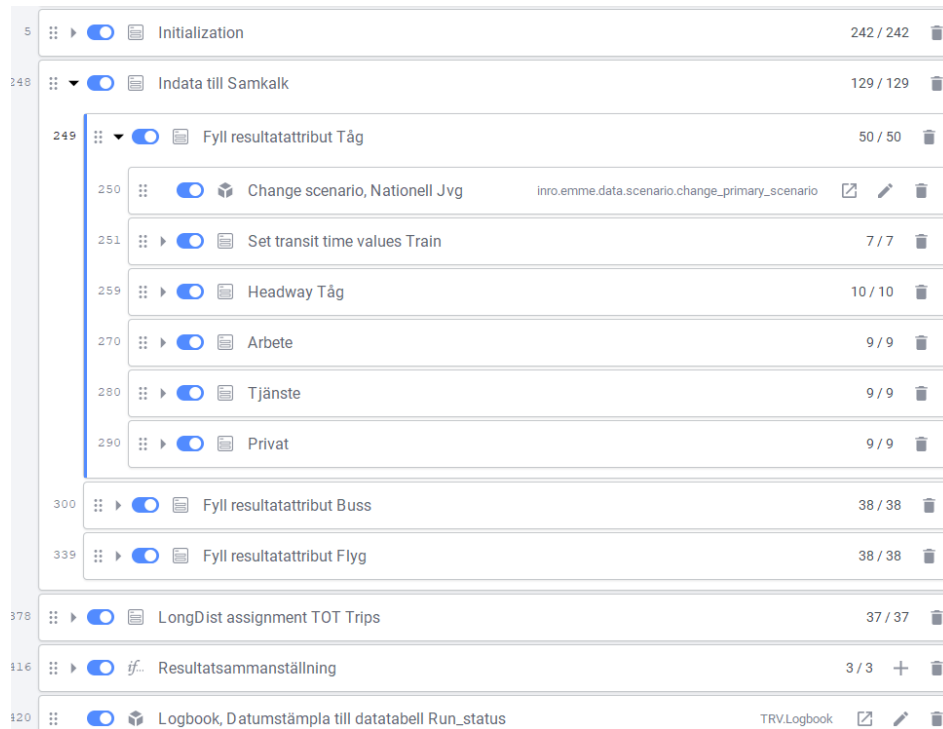 5 Initialization 242 / 242
248 Indata till Samkalk 129 / 129
249 Fyll resultatattribut Tåg 50 / 50
250 Change scenario, Nationell Jvg inro.emme.data.scenario.change_primary_scenario
251 Set transit time values Train 7 / 7
259 Headway Tåg 10 / 10
270 Arbete 9 / 9
280 Tjänste 9 / 9
290 Privat 9 / 9
300 Fyll resultatattribut Buss 38 / 38
339 Fyll resultatattribut Flyg 38 / 38
378 LongDist assignment TOT Trips 37 / 37
416 if... Resultatsammanställning 3 / 3
420 Logbook, Datumstämpla till datatabell Run_status TRV.Logbook